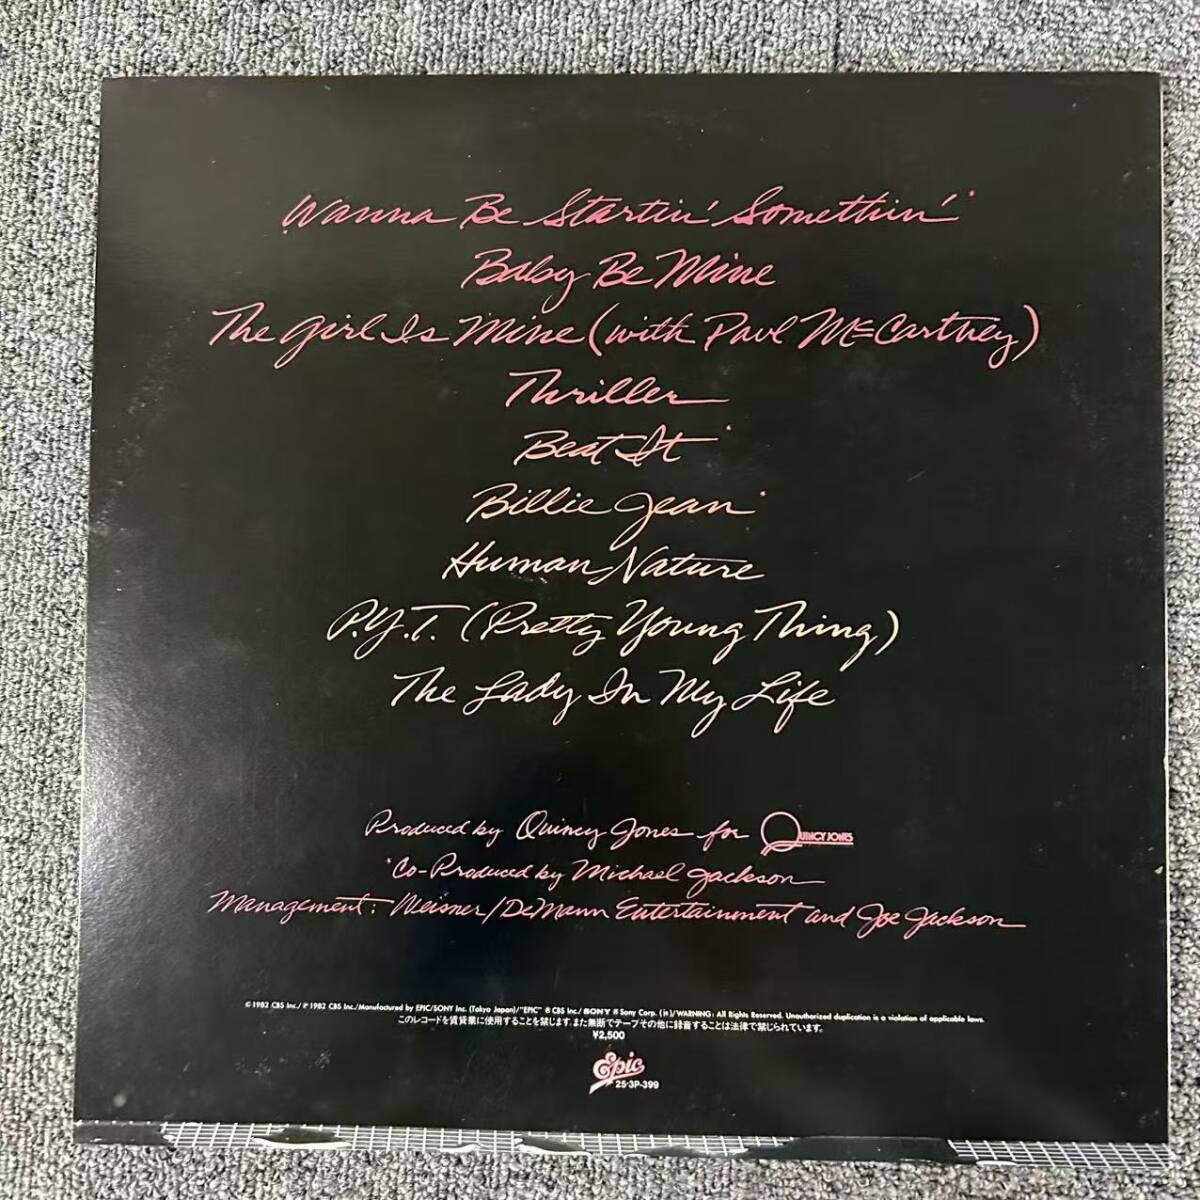 Wanna Be Startin' Somethin'*
Baby Be Mine
The Girl Is Mine (with Paul McCartney)
Thriller
Beat It*
Billie Jean*
Human Nature
P.Y.T. (Pretty Young Thing)
The Lady In My Life
Produced by Quincy Jones for QUINCY JONES
*Co-Produced by Michael Jackson
Management: Weisner/DeMann Entertainment and Joe Jackson
© 1982 CBS Inc./℗ 1982 CBS Inc./Manufactured by EPIC/SONY Inc. (Tokyo Japan)/"EPIC" ® CBS Inc./SONY ® Sony Corp. (it)/WARNING: All Rights Reserved. Unauthorized duplication is a violation of applicable laws.
このレコードを賃貸業に使用することを禁じます。また無断でテープその他に録音することは法律で禁じられています。
¥2,500
Epic
25·3P-399